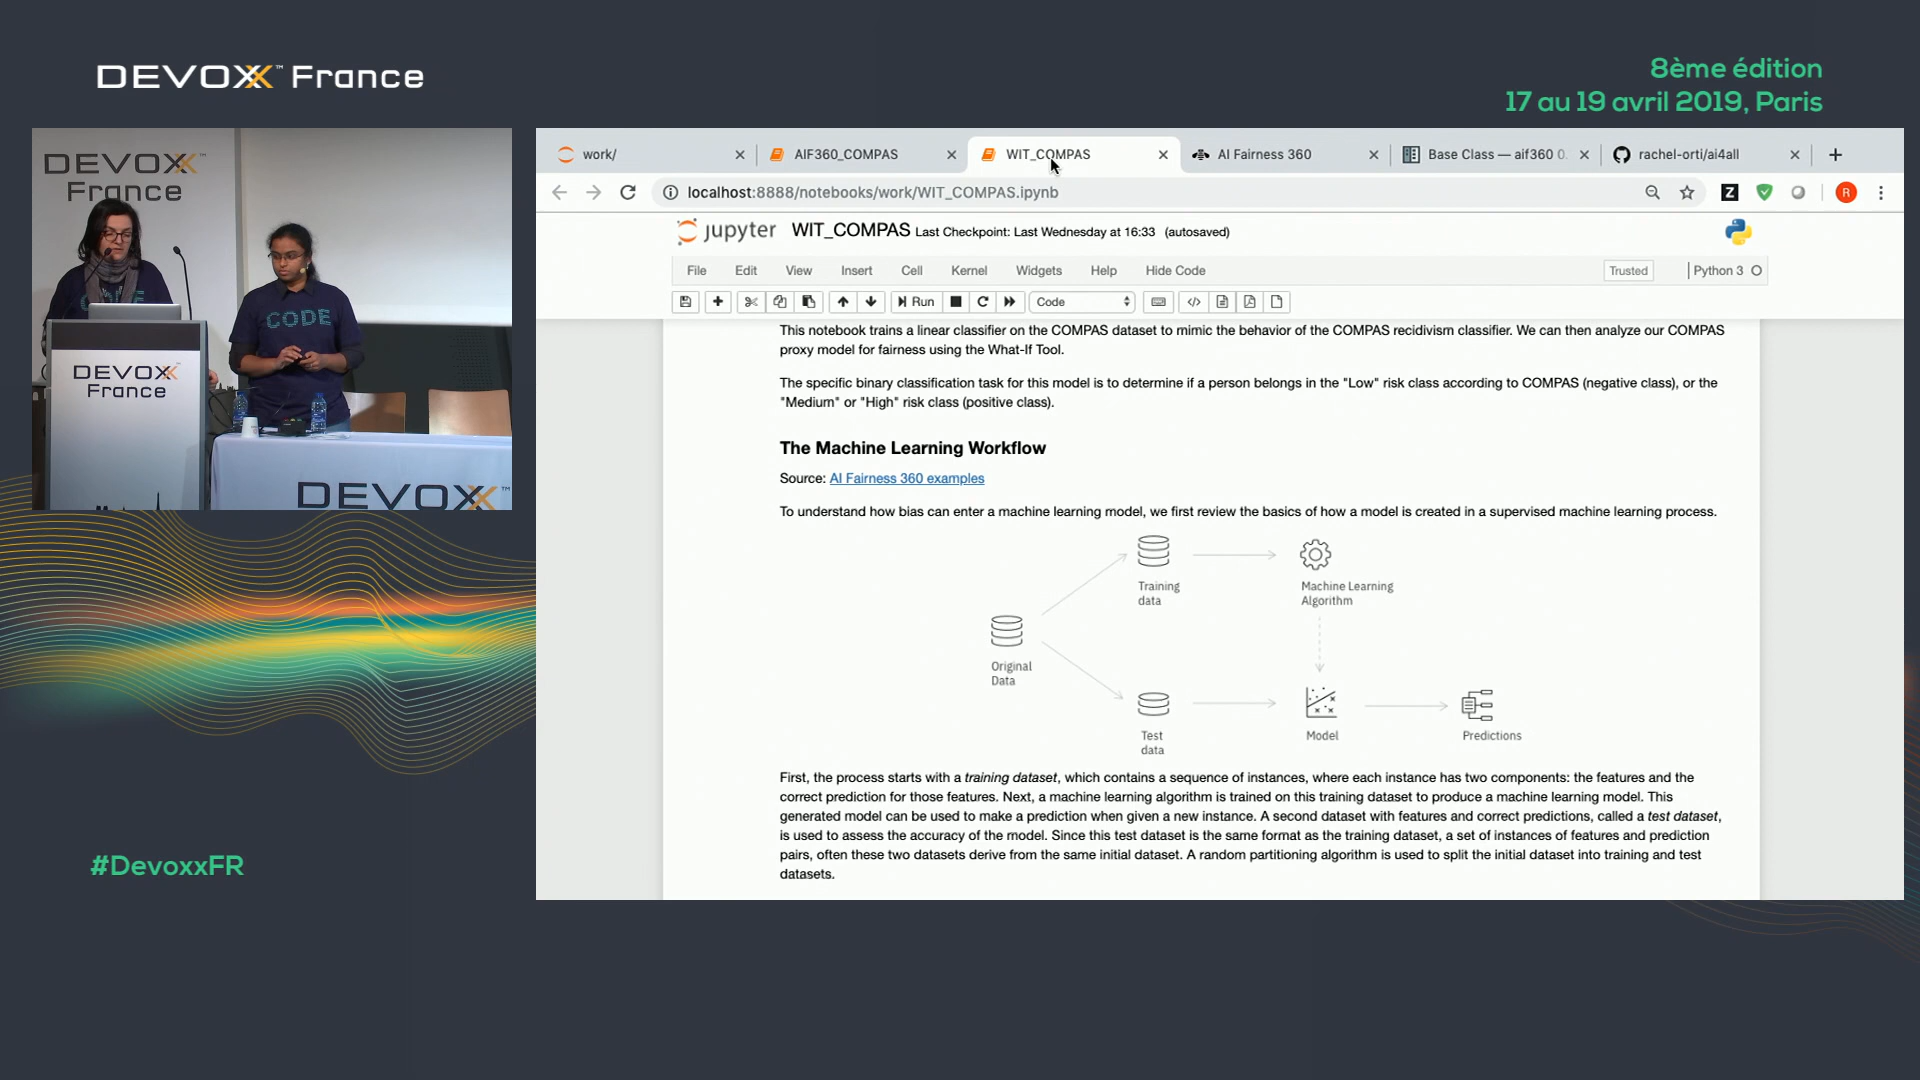 DEVOXX™ France
8ème édition
17 au 19 avril 2019, Paris
DEVOXX™
France
CODE
CODE
DEVOXX™
France
DEVOXX™
work/
AIF360_COMPAS
WIT_COMPAS
AI Fairness 360
Base Class — aif360 0.
rachel-orti/ai4all
localhost:8888/notebooks/work/WIT_COMPAS.ipynb
Z
R
jupyter WIT_COMPAS Last Checkpoint: Last Wednesday at 16:33 (autosaved)
File Edit View Insert Cell Kernel Widgets Help Hide Code
Trusted
Python 3
Run
Code
This notebook trains a linear classifier on the COMPAS dataset to mimic the behavior of the COMPAS recidivism classifier. We can then analyze our COMPAS
proxy model for fairness using the What-If Tool.
The specific binary classification task for this model is to determine if a person belongs in the "Low" risk class according to COMPAS (negative class), or the
"Medium" or "High" risk class (positive class).
The Machine Learning Workflow
Source: AI Fairness 360 examples
To understand how bias can enter a machine learning model, we first review the basics of how a model is created in a supervised machine learning process.
Training
data
Machine Learning
Algorithm
Original
Data
Test
data
Model
Predictions
First, the process starts with a training dataset, which contains a sequence of instances, where each instance has two components: the features and the
correct prediction for those features. Next, a machine learning algorithm is trained on this training dataset to produce a machine learning model. This
generated model can be used to make a prediction when given a new instance. A second dataset with features and correct predictions, called a test dataset,
is used to assess the accuracy of the model. Since this test dataset is the same format as the training dataset, a set of instances of features and prediction
pairs, often these two datasets derive from the same initial dataset. A random partitioning algorithm is used to split the initial dataset into training and test
datasets.
#DevoxxFR